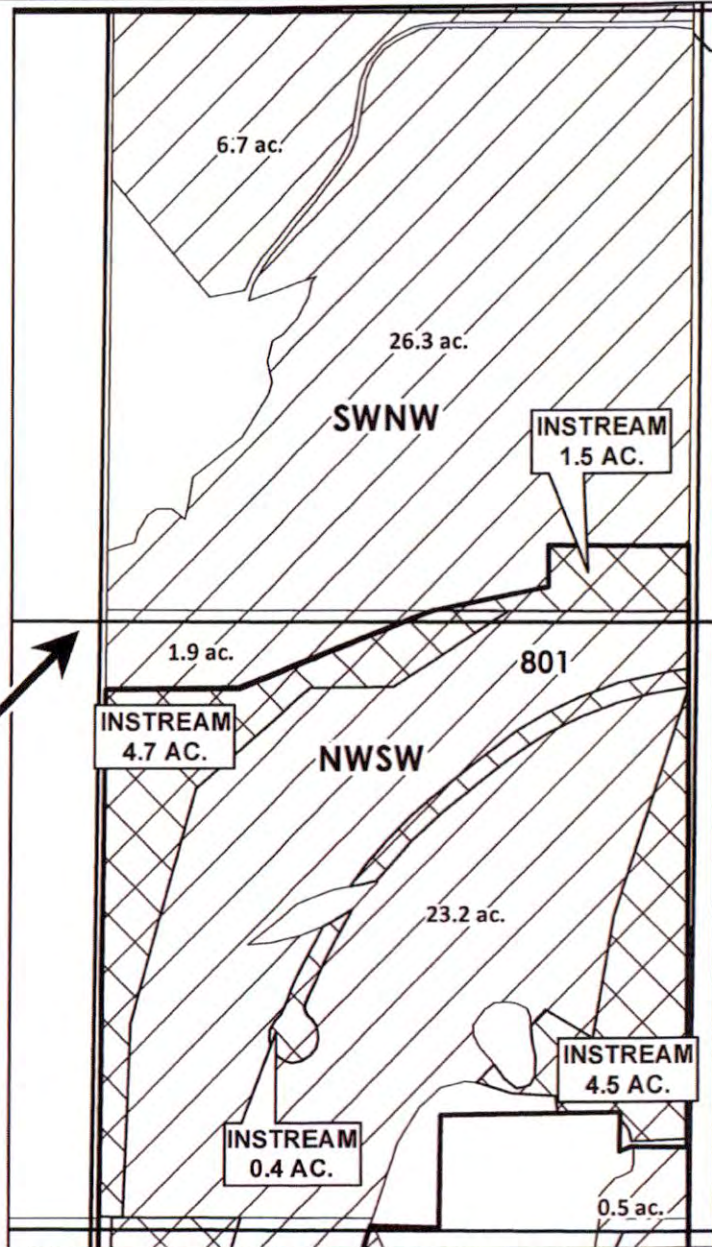 6.7 ac.
26.3 ac.
SWNW
INSTREAM
1.5 AC.
1.9 ac.
801
INSTREAM
4.7 AC.
NWSW
23.2 ac.
INSTREAM
4.5 AC.
INSTREAM
0.4 AC.
0.5 ac.